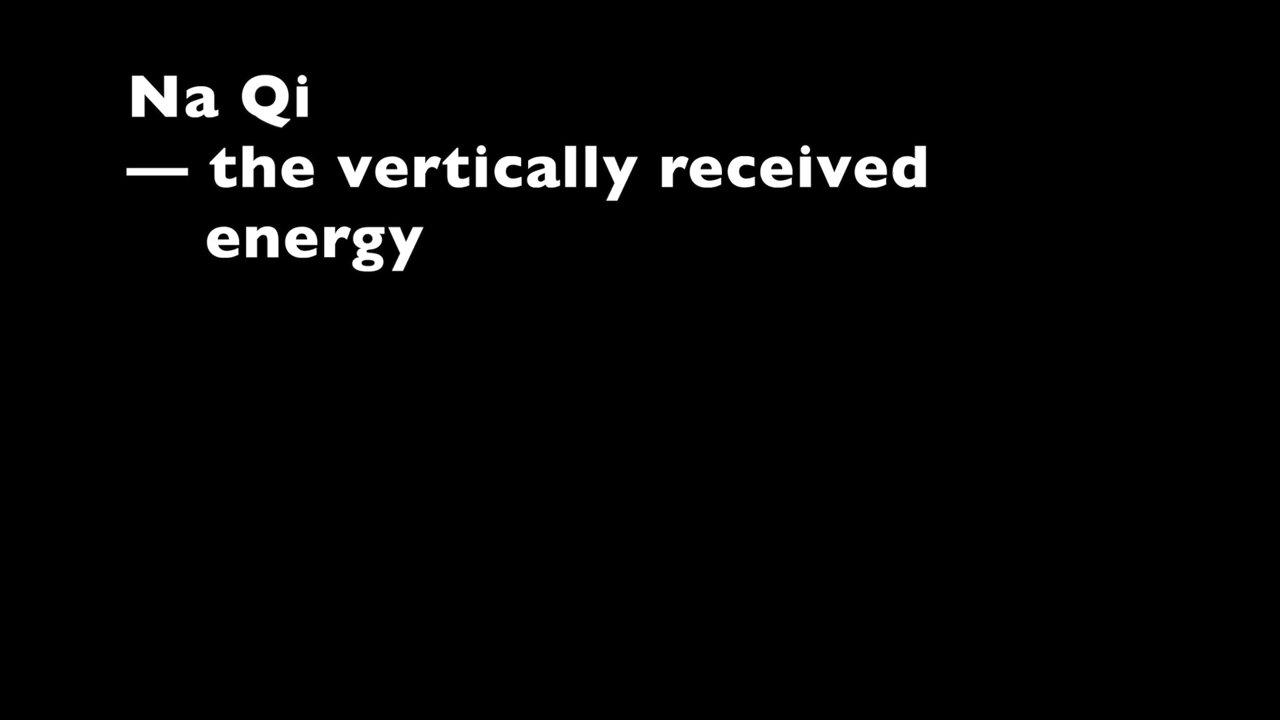 Na Qi
— the vertically received
energy